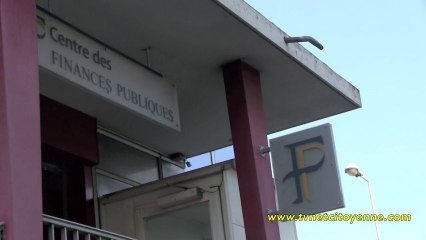 Centre des
FINANCES PUBLIQUES
FP
www.tvnetcitoyenne.com